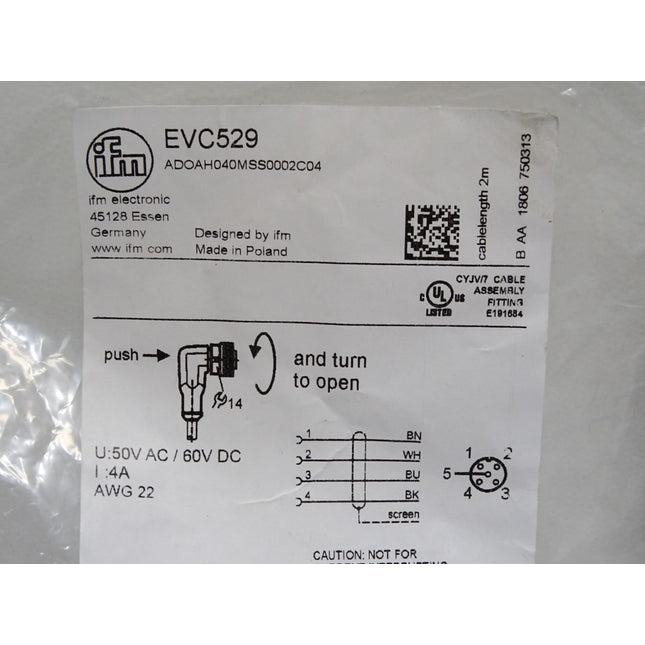 ifm
EVC529
ADOAH040MSS0002C04
ifm electronic
45128 Essen
Germany
www ifm com
Designed by ifm
Made in Poland
cablelength 2m
B AA 1806 750313
C UL US
LISTED
CYJV/7 CABLE
ASSEMBLY
FITTING
E191684
push
14
and turn
to open
U:50V AC / 60V DC
I :4A
AWG 22
1 BN
2 WH
3 BU
4 BK
screen
1 2
5
4 3
CAUTION: NOT FOR